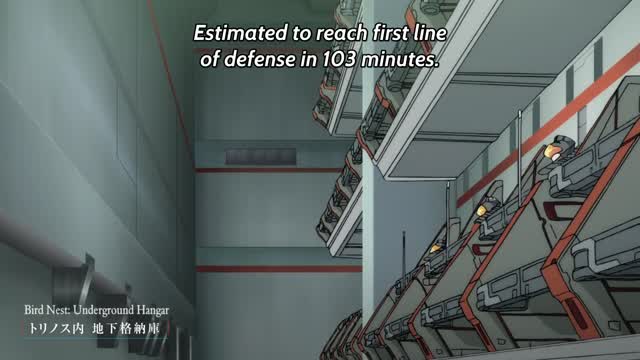 Estimated to reach first line
of defense in 103 minutes.
Bird Nest: Underground Hangar
トリノス内 地下格納庫